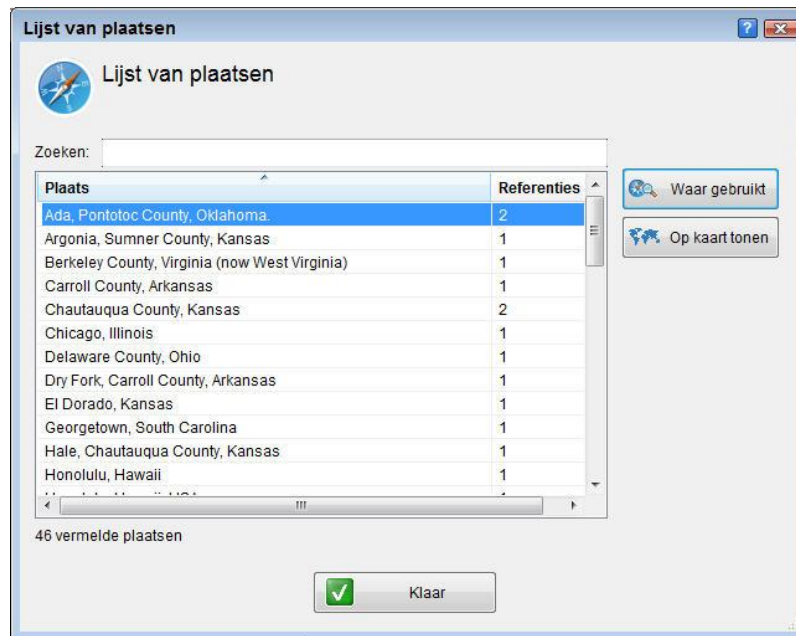 Lijst van plaatsen
Lijst van plaatsen
Zoeken:
Plaats Referenties
Ada, Pontotoc County, Oklahoma. 2
Argonia, Sumner County, Kansas 1
Berkeley County, Virginia (now West Virginia) 1
Carroll County, Arkansas 1
Chautauqua County, Kansas 2
Chicago, Illinois 1
Delaware County, Ohio 1
Dry Fork, Carroll County, Arkansas 1
El Dorado, Kansas 1
Georgetown, South Carolina 1
Hale, Chautauqua County, Kansas 1
Honolulu, Hawaii 1
Waar gebruikt
Op kaart tonen
46 vermelde plaatsen
Klaar